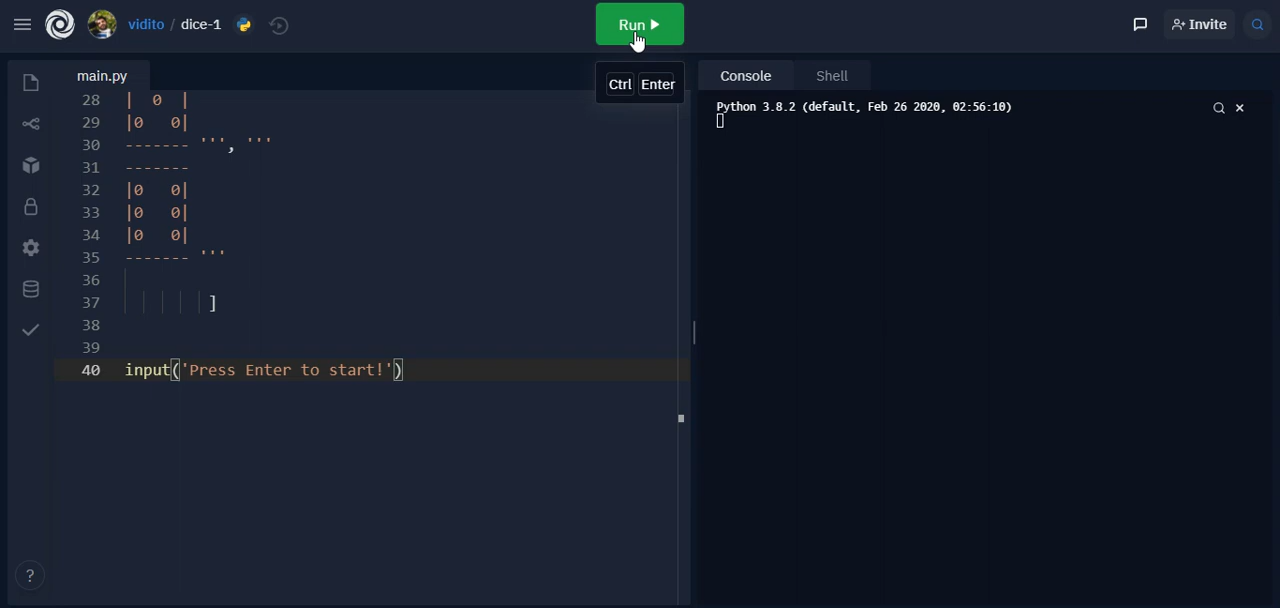 vidito / dice-1
Run
Invite
main.py
Ctrl Enter
Console
Shell
28 | 0 |
29 |0 0|
30 ------- ''', '''
31 -------
32 |0 0|
33 |0 0|
34 |0 0|
35 ------- '''
36
37 ]
38
39
40 input('Press Enter to start!')
Python 3.8.2 (default, Feb 26 2020, 02:56:10)
?